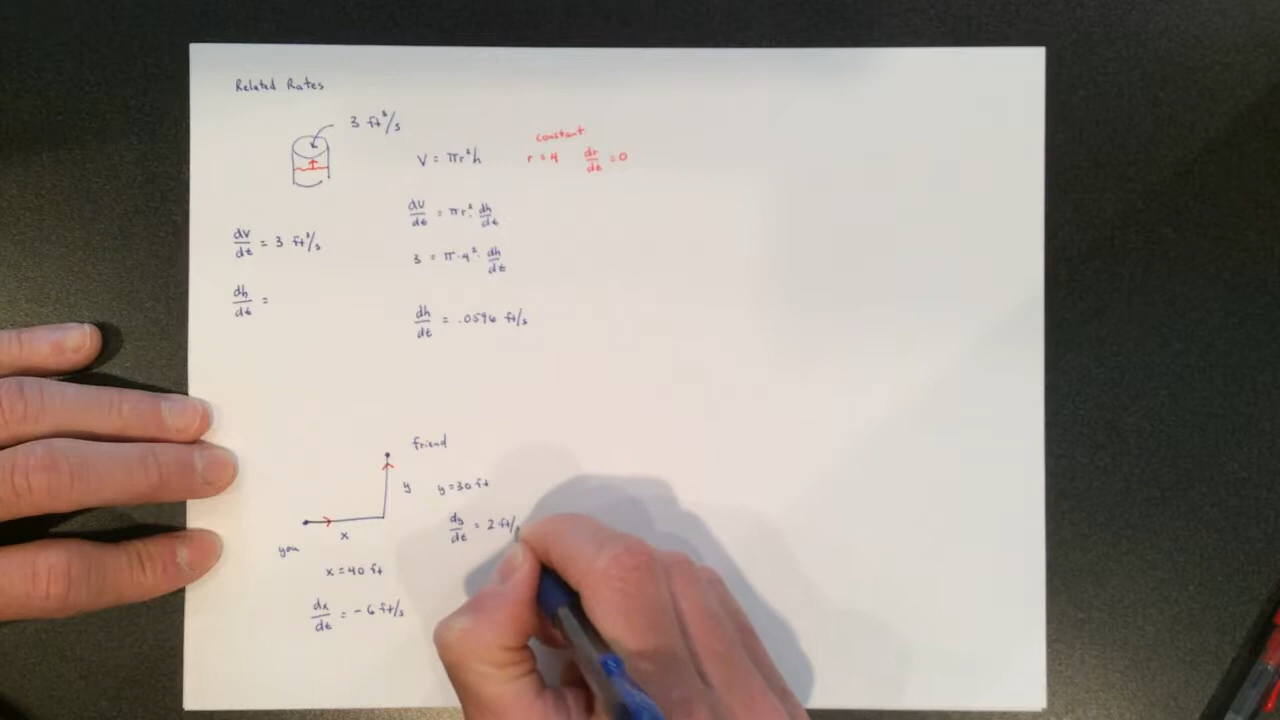 Related Rates
3 ft³/s
constant
V = πr²h
r = 4 dr/dt = 0
dV/dt = πr²· dh/dt
dv/dt = 3 ft³/s
3 = π·4²· dh/dt
dh/dt =
dh/dt = .0596 ft/s
friend
y y = 30 ft
dy/dt = 2 ft/
x
you
x = 40 ft
dx/dt = -6 ft/s